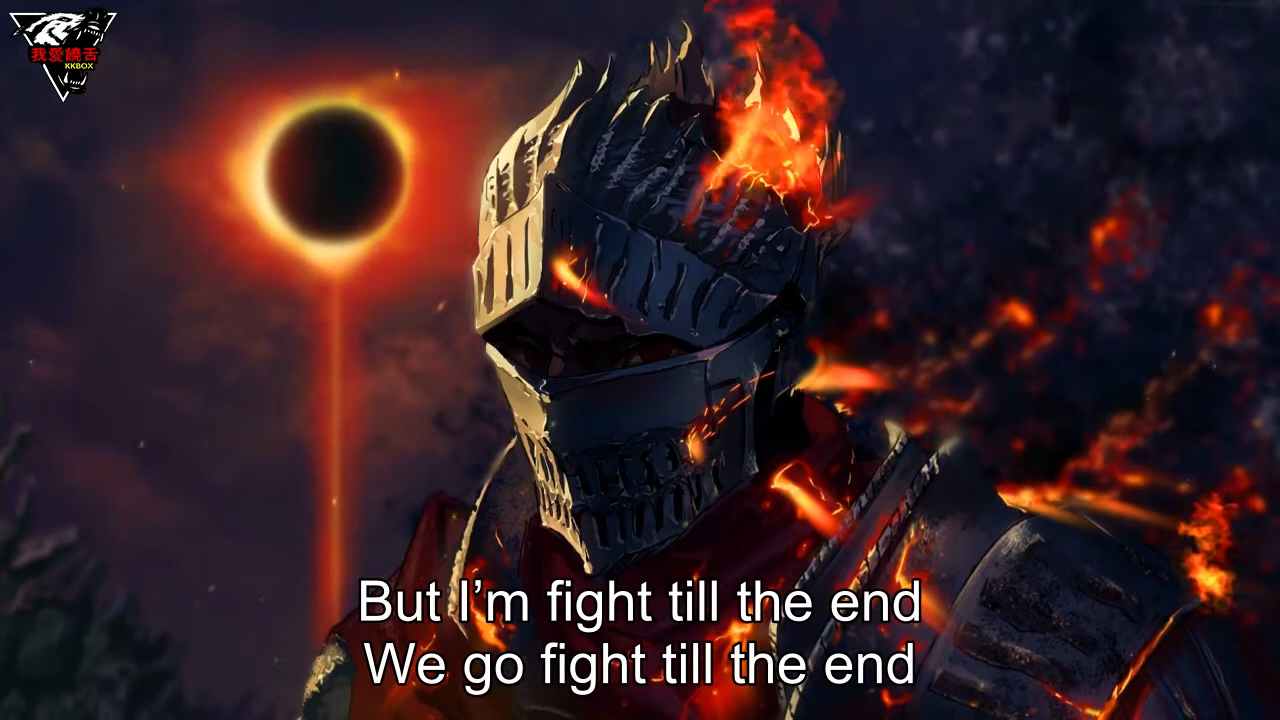 我愛饒舌
KKBOX
But I’m fight till the end
We go fight till the end